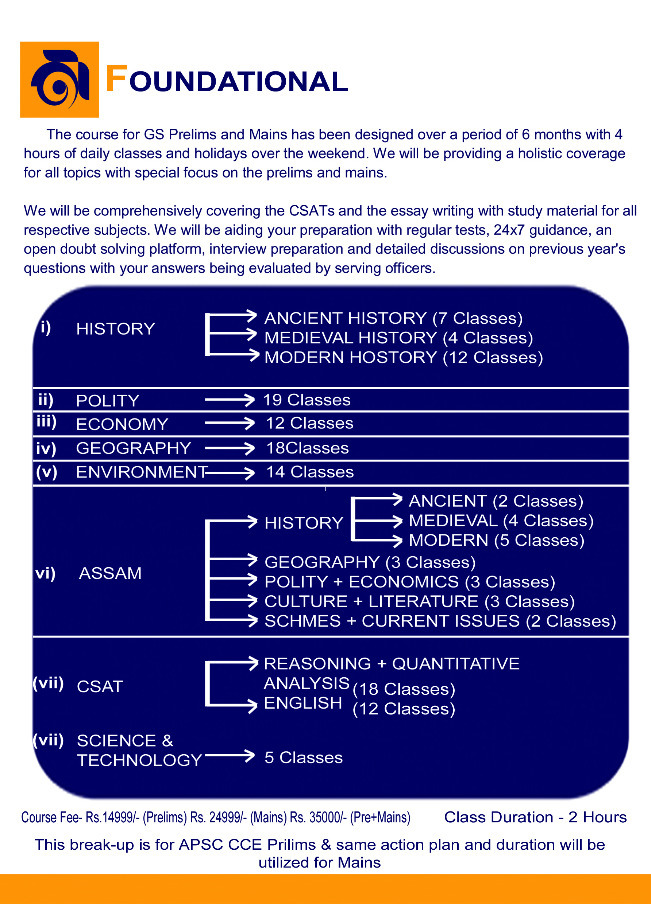 FOUNDATIONAL
The course for GS Prelims and Mains has been designed over a period of 6 months with 4
hours of daily classes and holidays over the weekend. We will be providing a holistic coverage
for all topics with special focus on the prelims and mains.
We will be comprehensively covering the CSATs and the essay writing with study material for all
respective subjects. We will be aiding your preparation with regular tests, 24x7 guidance, an
open doubt solving platform, interview preparation and detailed discussions on previous year's
questions with your answers being evaluated by serving officers.
i) HISTORY
ANCIENT HISTORY (7 Classes)
MEDIEVAL HISTORY (4 Classes)
MODERN HOSTORY (12 Classes)
ii) POLITY 19 Classes
iii) ECONOMY 12 Classes
iv) GEOGRAPHY 18Classes
(v) ENVIRONMENT 14 Classes
vi) ASSAM
HISTORY
ANCIENT (2 Classes)
MEDIEVAL (4 Classes)
MODERN (5 Classes)
GEOGRAPHY (3 Classes)
POLITY + ECONOMICS (3 Classes)
CULTURE + LITERATURE (3 Classes)
SCHMES + CURRENT ISSUES (2 Classes)
(vii) CSAT
REASONING + QUANTITATIVE
ANALYSIS (18 Classes)
ENGLISH (12 Classes)
(vii) SCIENCE &
TECHNOLOGY 5 Classes
Course Fee- Rs.14999/- (Prelims) Rs. 24999/- (Mains) Rs. 35000/- (Pre+Mains) Class Duration - 2 Hours
This break-up is for APSC CCE Prilims & same action plan and duration will be
utilized for Mains